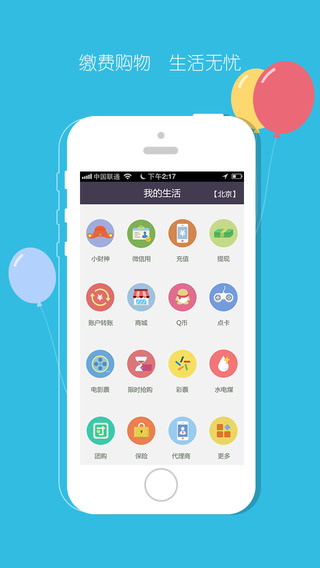 缴费购物 生活无忧
中国联通 下午2:17
我的生活 【北京】
小财神 微信用 充值 提现
账户转账 商城 Q币 点卡
电影票 限时抢购 彩票 水电煤
团购 保险 代理商 更多